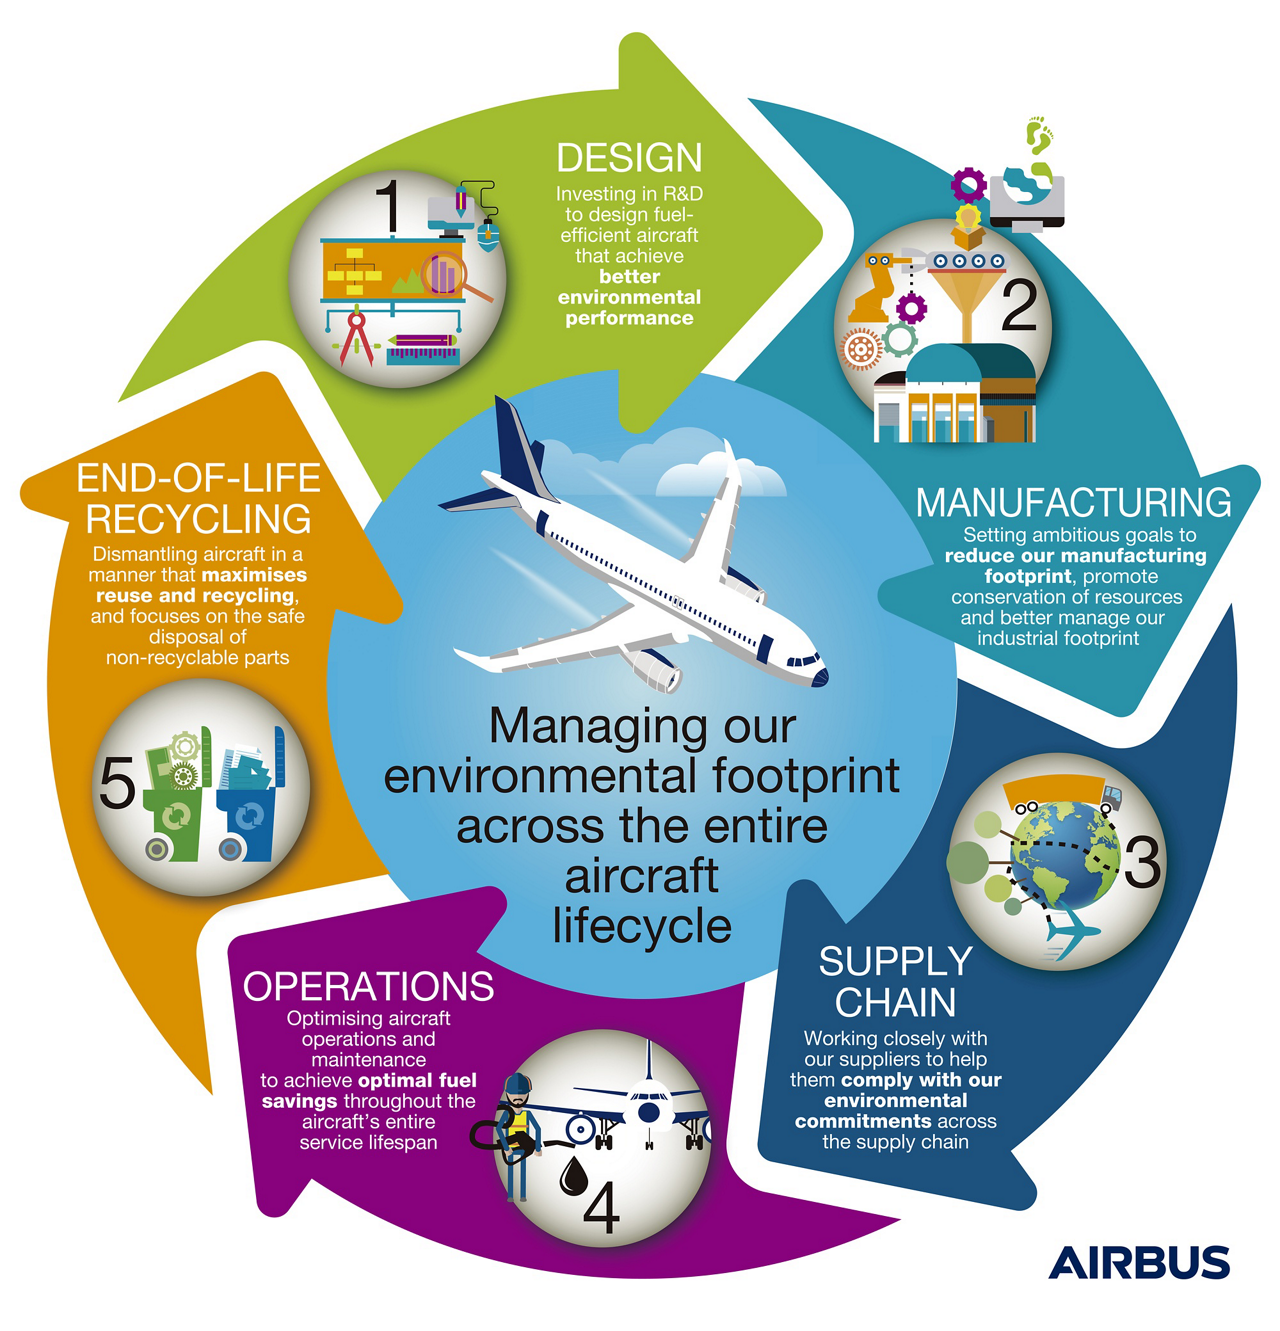 1
DESIGN
Investing in R&D
to design fuel-
efficient aircraft
that achieve
better
environmental
performance
2
MANUFACTURING
Setting ambitious goals to
reduce our manufacturing
footprint, promote
conservation of resources
and better manage our
industrial footprint
3
SUPPLY
CHAIN
Working closely with
our suppliers to help
them comply with our
environmental
commitments across
the supply chain
4
OPERATIONS
Optimising aircraft
operations and
maintenance
to achieve optimal fuel
savings throughout the
aircraft's entire
service lifespan
5
END-OF-LIFE
RECYCLING
Dismantling aircraft in a
manner that maximises
reuse and recycling,
and focuses on the safe
disposal of
non-recyclable parts
Managing our
environmental footprint
across the entire
aircraft
lifecycle
AIRBUS